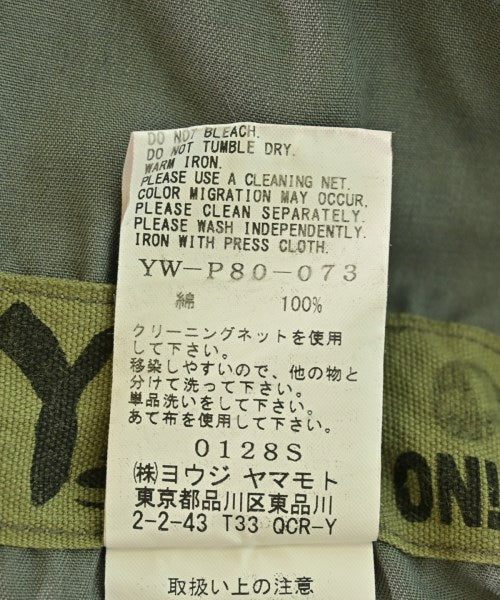 DO NOT BLEACH.
DO NOT TUMBLE DRY.
WARM IRON.
PLEASE USE A CLEANING NET.
COLOR MIGRATION MAY OCCUR,
PLEASE CLEAN SEPARATELY.
PLEASE WASH INDEPENDENTLY.
IRON WITH PRESS CLOTH.
YW-P80-073
綿 100%
クリーニングネットを使用
して下さい。
移染しやすいので、他の物と
分けて洗って下さい。
単品洗いをして下さい。
あて布を使用して下さい。
0128S
(株)ヨウジ ヤマモト
東京都品川区東品川
2-2-43 T33 QCR-Y
取扱い上の注意